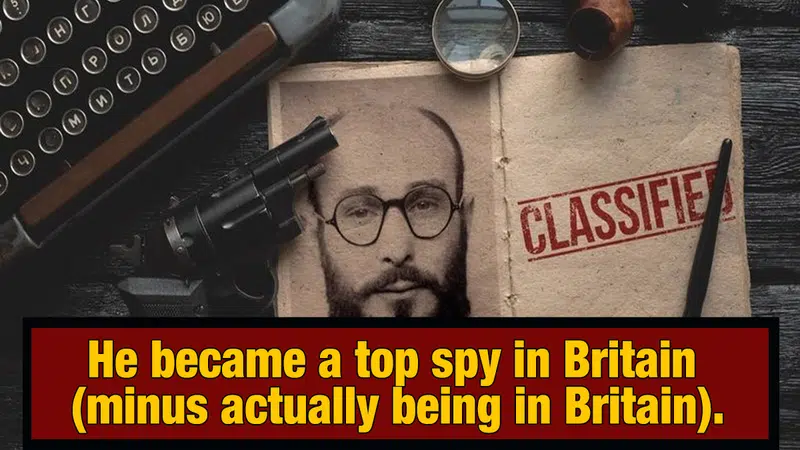 Н Г
П Р О Л
С М И Т Ь Б Ю
CLASSIFIED
He became a top spy in Britain
(minus actually being in Britain).